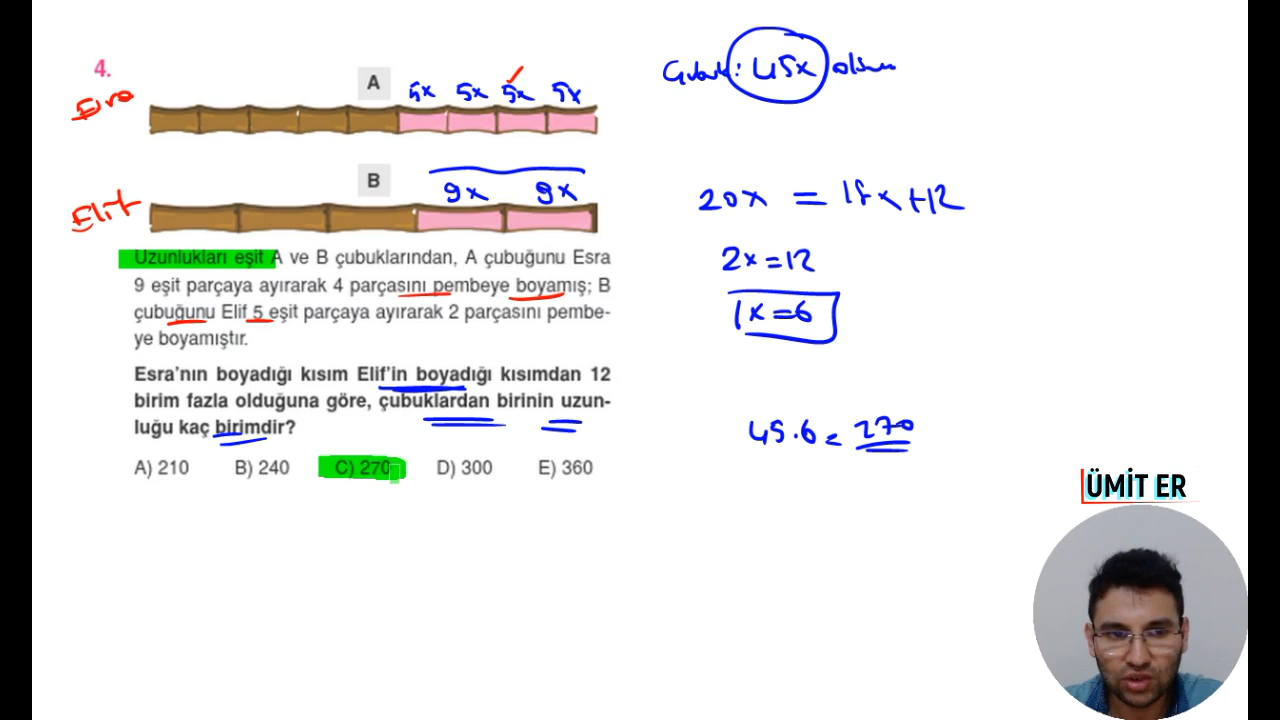 4.
Esra
A
5x 5x 5x 5x
Elif
B
9x 9x
Uzunlukları eşit A ve B çubuklarından, A çubuğunu Esra
9 eşit parçaya ayırarak 4 parçasını pembeye boyamış; B
çubuğunu Elif 5 eşit parçaya ayırarak 2 parçasını pembe-
ye boyamıştır.
Esra'nın boyadığı kısım Elif'in boyadığı kısımdan 12
birim fazla olduğuna göre, çubuklardan birinin uzun-
luğu kaç birimdir?
A) 210 B) 240 C) 270 D) 300 E) 360
Çubuk: 45x olsun
20x = 18x+12
2x=12
x=6
45.6= 270
ÜMİT ER